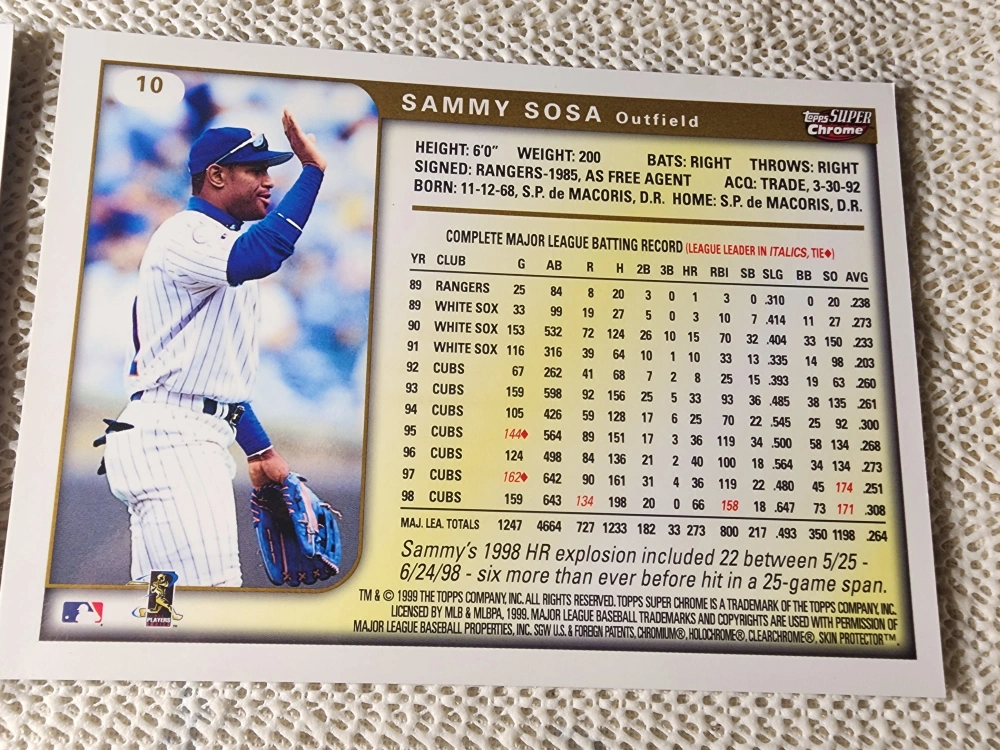 10
SAMMY SOSA Outfield
Topps SUPER
Chrome
HEIGHT: 6'0" WEIGHT: 200 BATS: RIGHT THROWS: RIGHT
SIGNED: RANGERS-1985, AS FREE AGENT ACQ: TRADE, 3-30-92
BORN: 11-12-68, S.P. de MACORIS, D.R. HOME: S.P. de MACORIS, D.R.
COMPLETE MAJOR LEAGUE BATTING RECORD (LEAGUE LEADER IN ITALICS, TIE♦)
YR CLUB G AB R H 2B 3B HR RBI SB SLG BB SO AVG
89 RANGERS 25 84 8 20 3 0 1 3 0 .310 0 20 .238
89 WHITE SOX 33 99 19 27 5 0 3 10 7 .414 11 27 .273
90 WHITE SOX 153 532 72 124 26 10 15 70 32 .404 33 150 .233
91 WHITE SOX 116 316 39 64 10 1 10 33 13 .335 14 98 .203
92 CUBS 67 262 41 68 7 2 8 25 15 .393 19 63 .260
93 CUBS 159 598 92 156 25 5 33 93 36 .485 38 135 .261
94 CUBS 105 426 59 128 17 6 25 70 22 .545 25 92 .300
95 CUBS 144♦ 564 89 151 17 3 36 119 34 .500 58 134 .268
96 CUBS 124 498 84 136 21 2 40 100 18 .564 34 134 .273
97 CUBS 162♦ 642 90 161 31 4 36 119 22 .480 45 174 .251
98 CUBS 159 643 134 198 20 0 66 158 18 .647 73 171 .308
MAJ. LEA. TOTALS 1247 4664 727 1233 182 33 273 800 217 .493 350 1198 .264
Sammy's 1998 HR explosion included 22 between 5/25 -
6/24/98 - six more than ever before hit in a 25-game span.
TM & © 1999 THE TOPPS COMPANY, INC. ALL RIGHTS RESERVED. TOPPS SUPER CHROME IS A TRADEMARK OF THE TOPPS COMPANY, INC.
LICENSED BY MLB & MLBPA, 1999. MAJOR LEAGUE BASEBALL TRADEMARKS AND COPYRIGHTS ARE USED WITH PERMISSION OF
MAJOR LEAGUE BASEBALL PROPERTIES, INC. SGW U.S. & FOREIGN PATENTS, CHROMIUM®, HOLOCHROME®, CLEARCHROME®, SKIN PROTECTOR™.
PLAYERS